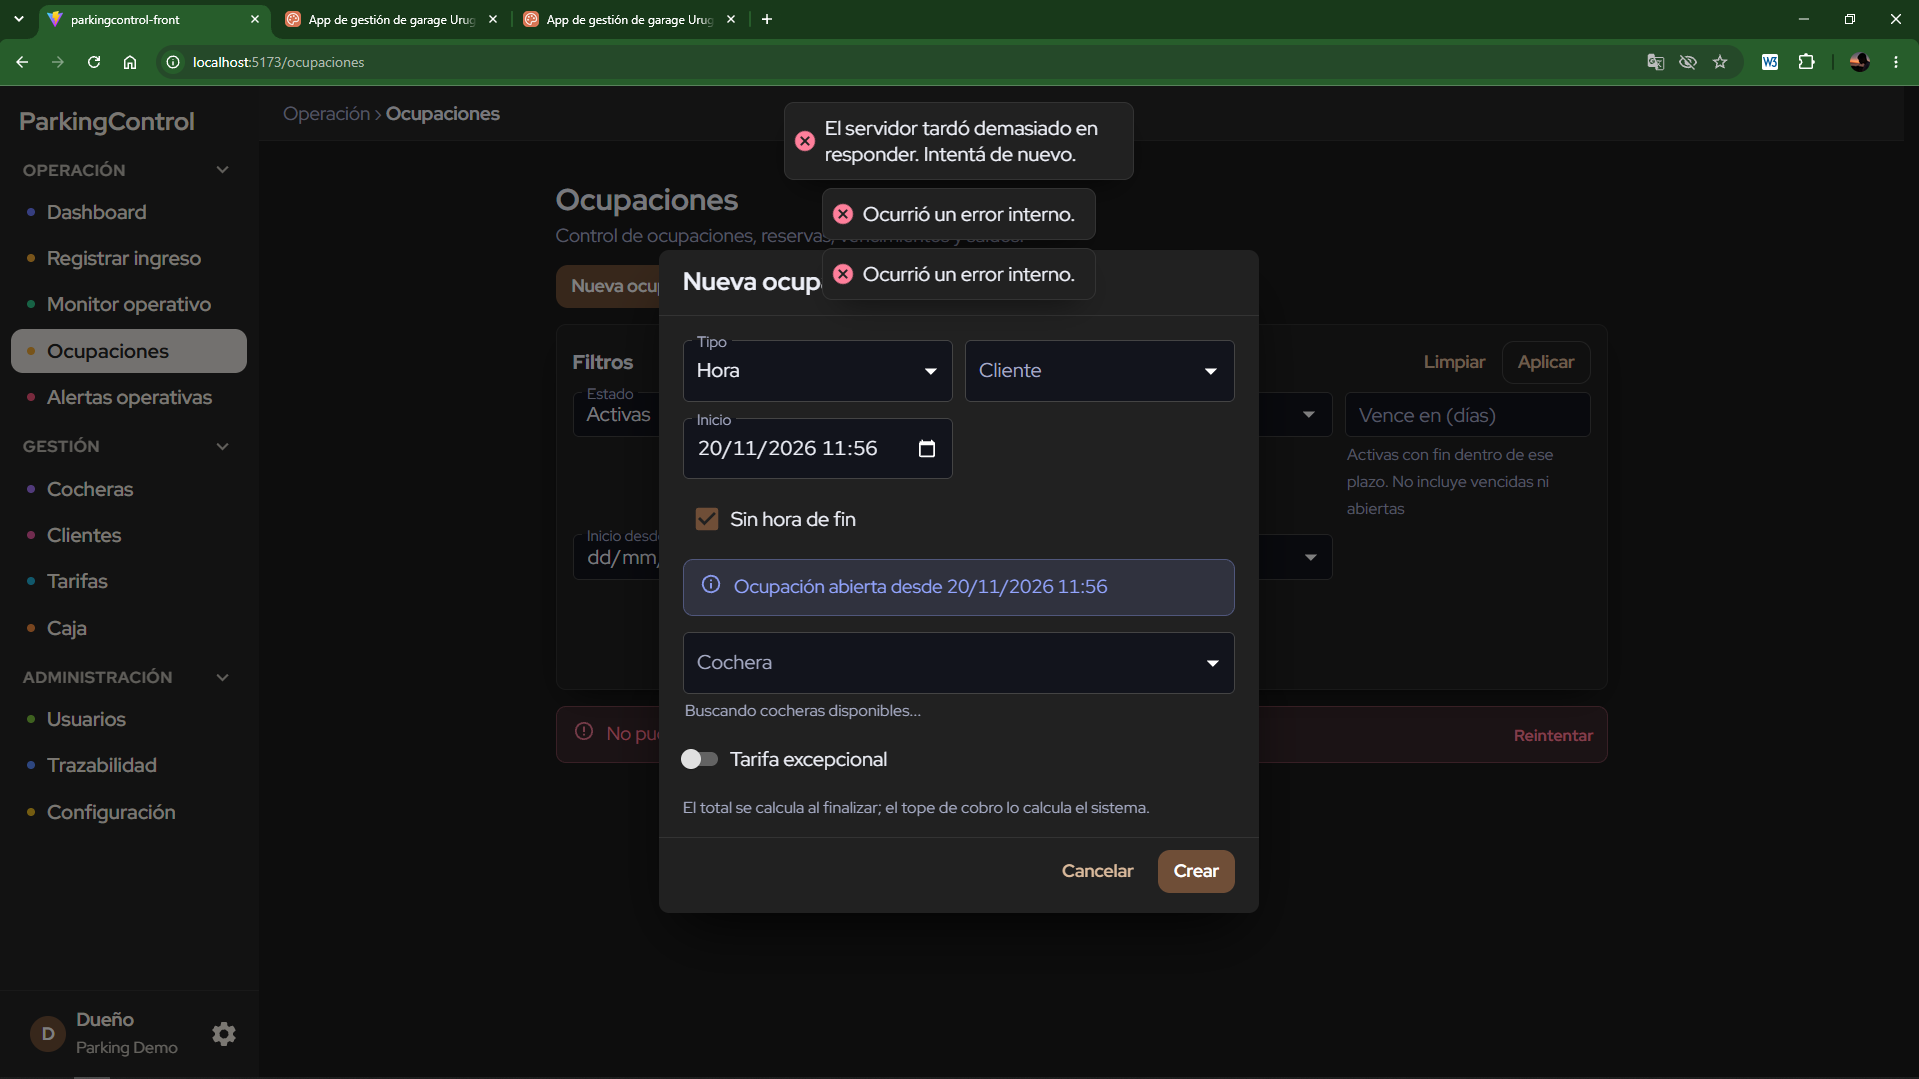 parkingcontrol-front
App de gestión de garage Urug
App de gestión de garage Urug
localhost:5173/ocupaciones
ParkingControl
OPERACIÓN
Dashboard
Registrar ingreso
Monitor operativo
Ocupaciones
Alertas operativas
GESTIÓN
Cocheras
Clientes
Tarifas
Caja
ADMINISTRACIÓN
Usuarios
Trazabilidad
Configuración
D
Dueño
Parking Demo
Operación › Ocupaciones
El servidor tardó demasiado en
responder. Intentá de nuevo.
Ocurrió un error interno.
Ocurrió un error interno.
Ocupaciones
Control de ocupaciones, reservas, vencimientos y saldos.
Nueva ocup
Filtros
Limpiar
Aplicar
Estado
Activas
Vence en (días)
Activas con fin dentro de ese
plazo. No incluye vencidas ni
abiertas
Inicio desde
dd/mm/
No pu
Reintentar
Nueva ocup
Tipo
Hora
Cliente
Inicio
20/11/2026 11:56
Sin hora de fin
Ocupación abierta desde 20/11/2026 11:56
Cochera
Buscando cocheras disponibles...
Tarifa excepcional
El total se calcula al finalizar; el tope de cobro lo calcula el sistema.
Cancelar
Crear